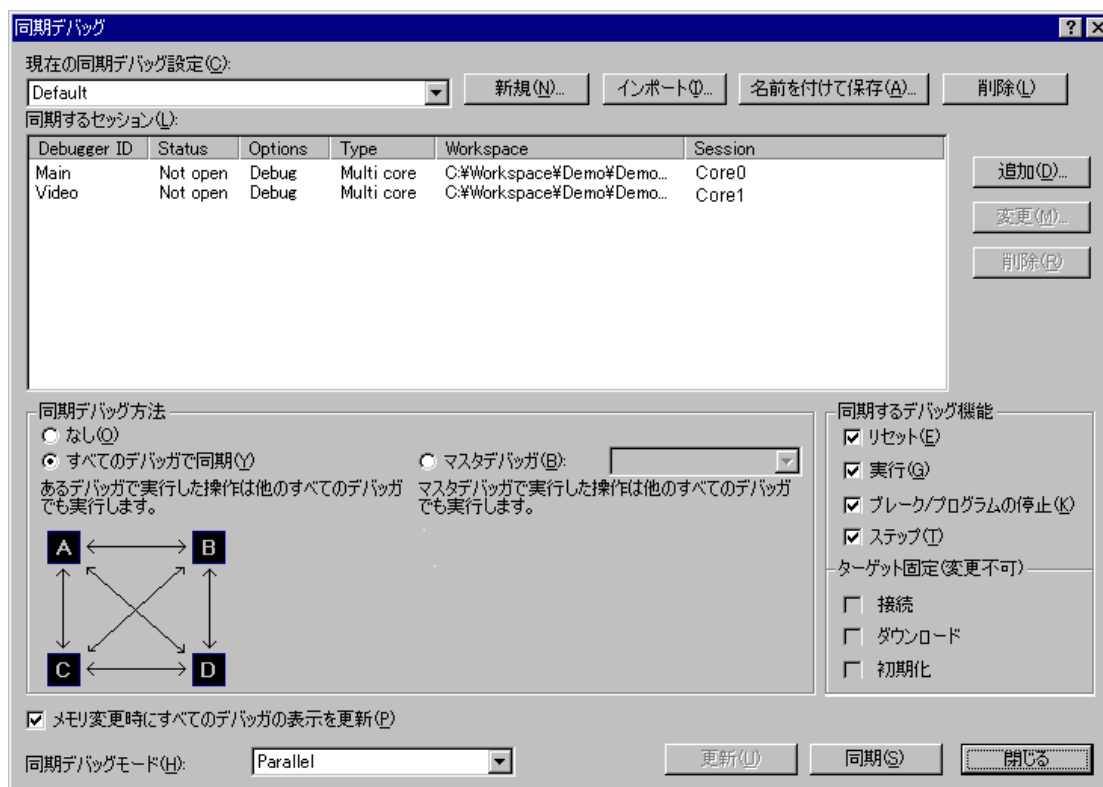 同期デバッグ
現在の同期デバッグ設定(C):
Default
新規(N)...
インポート(I)...
名前を付けて保存(A)...
削除(L)
同期するセッション(L):
Debugger ID Status Options Type Workspace Session
Main Not open Debug Multi core C:¥Workspace¥Demo¥Demo... Core0
Video Not open Debug Multi core C:¥Workspace¥Demo¥Demo... Core1
追加(D)...
変更(M)...
削除(R)
同期デバッグ方法
なし(O)
すべてのデバッガで同期(Y)
あるデバッガで実行した操作は他のすべてのデバッガ
でも実行します。
マスタデバッガ(B):
マスタデバッガで実行した操作は他のすべてのデバッガ
でも実行します。
A B
C D
同期するデバッグ機能
リセット(E)
実行(G)
ブレーク/プログラムの停止(K)
ステップ(T)
ターゲット固定(変更不可)
接続
ダウンロード
初期化
メモリ変更時にすべてのデバッガの表示を更新(P)
同期デバッグモード(H):
Parallel
更新(U)
同期(S)
閉じる